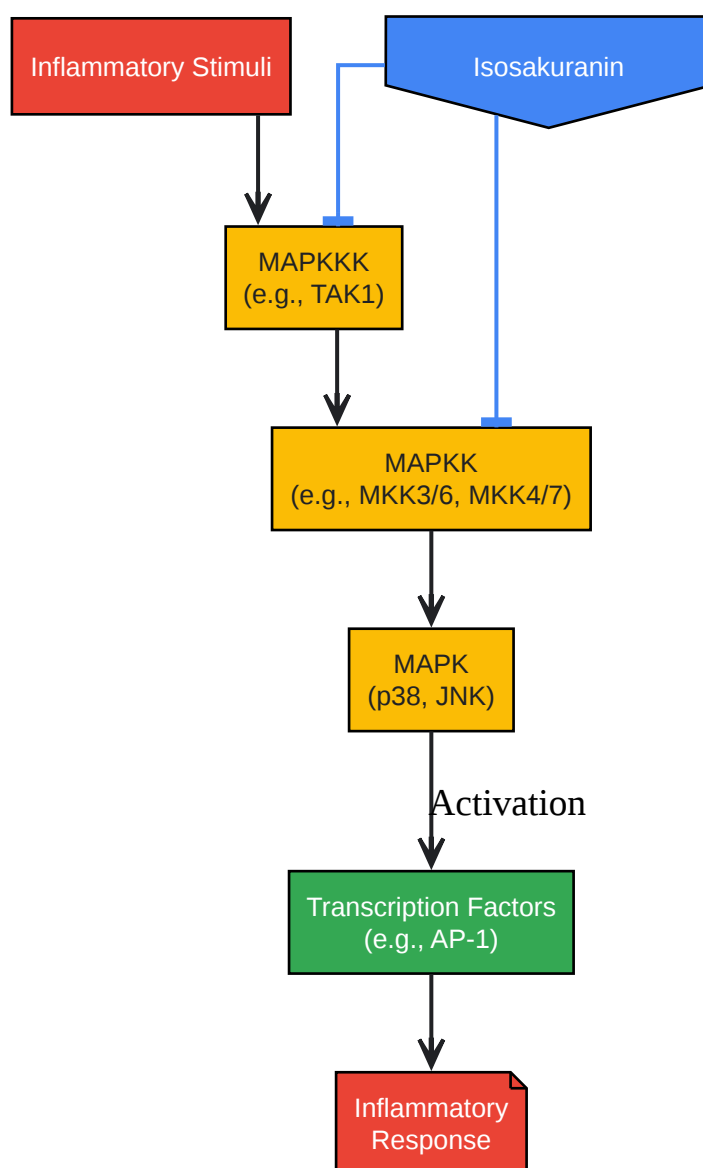 Inflammatory Stimuli
Isosakuranin
MAPKKK
(e.g., TAK1)
MAPKK
(e.g., MKK3/6, MKK4/7)
MAPK
(p38, JNK)
Activation
Transcription Factors
(e.g., AP-1)
Inflammatory
Response